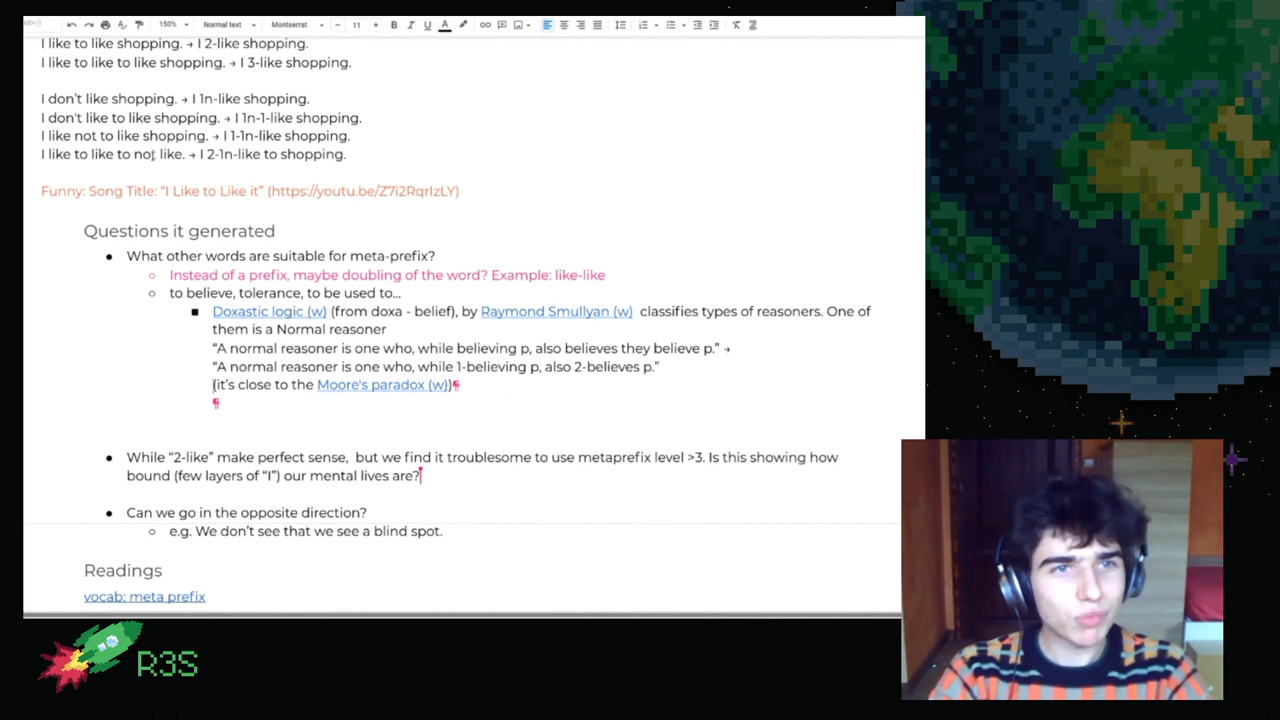 150%
Normal text
Montserrat
11
I like to like shopping. → I 2-like shopping.
I like to like to like shopping. → I 3-like shopping.
I don't like shopping. → I 1n-like shopping.
I don't like to like shopping. → I 1n-1-like shopping.
I like not to like shopping. → I 1-1n-like shopping.
I like to like to not like. → I 2-1n-like to shopping.
Funny: Song Title: “I Like to Like it” (https://youtu.be/Z7i2RqrIzLY)
Questions it generated
What other words are suitable for meta-prefix?
Instead of a prefix, maybe doubling of the word? Example: like-like
to believe, tolerance, to be used to...
Doxastic logic (w) (from doxa - belief), by Raymond Smullyan (w) classifies types of reasoners. One of
them is a Normal reasoner
“A normal reasoner is one who, while believing p, also believes they believe p.” →
“A normal reasoner is one who, while 1-believing p, also 2-believes p.”
(it's close to the Moore's paradox (w))¶
¶
While “2-like” make perfect sense, but we find it troublesome to use metaprefix level >3. Is this showing how
bound (few layers of “I”) our mental lives are?
Can we go in the opposite direction?
e.g. We don't see that we see a blind spot.
Readings
vocab: meta prefix
R3S